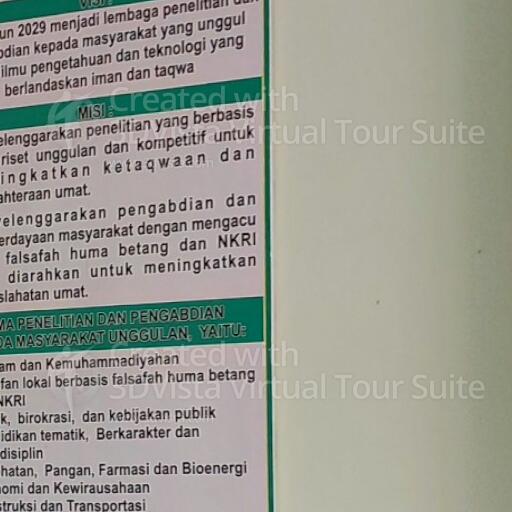 VISI :
un 2029 menjadi lembaga penelitian dan
odian kepada masyarakat yang unggul
ilmu pengetahuan dan teknologi yang
berlandaskan iman dan taqwa
MISI :
elenggarakan penelitian yang berbasis
riset unggulan dan kompetitif untuk
ingkatkan ketaqwaan dan
ahteraan umat.
elenggarakan pengabdian dan
erdayaan masyarakat dengan mengacu
falsafah huma betang dan NKRI
diarahkan untuk meningkatkan
slahatan umat.
MA PENELITIAN DAN PENGABDIAN
DA MASYARAKAT UNGGULAN, YAITU:
am dan Kemuhammadiyahan
fan lokal berbasis falsafah huma betang
NKRI
k, birokrasi, dan kebijakan publik
idikan tematik, Berkarakter dan
disiplin
hatan, Pangan, Farmasi dan Bioenergi
nomi dan Kewirausahaan
struksi dan Transportasi
Created with
SDVista Virtual Tour Suite
Created with
SDVista Virtual Tour Suite